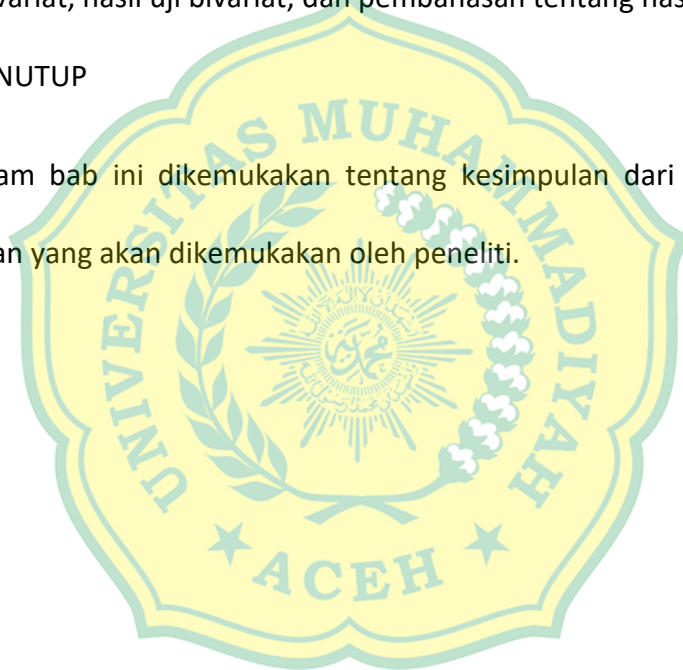 variat, hasil uji bivariat, dan pembahasan tentang has
NUTUP
am bab ini dikemukakan tentang kesimpulan dari
an yang akan dikemukakan oleh peneliti.
UNIVERSITAS MUHAMMADIYAH
ACEH
محمدية